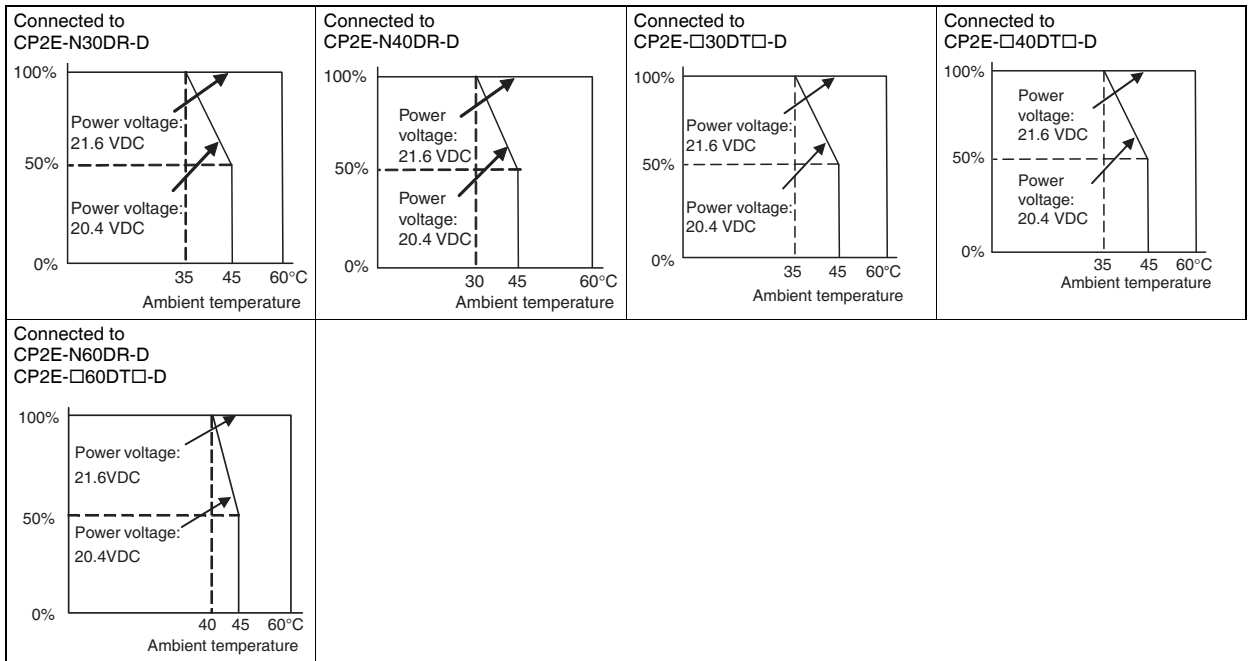 Connected to
CP2E-N30DR-D
100%
Power voltage:
21.6 VDC
50%
Power voltage:
20.4 VDC
0%
35 45 60°C
Ambient temperature
Connected to
CP2E-N40DR-D
100%
Power
voltage:
21.6 VDC
50%
Power
voltage:
20.4 VDC
0%
30 45 60°C
Ambient temperature
Connected to
CP2E-□30DT□-D
100%
Power voltage:
21.6 VDC
50%
Power voltage:
20.4 VDC
0%
35 45 60°C
Ambient temperature
Connected to
CP2E-□40DT□-D
100%
Power
voltage:
21.6 VDC
50%
Power
voltage:
20.4 VDC
0%
35 45 60°C
Ambient temperature
Connected to
CP2E-N60DR-D
CP2E-□60DT□-D
100%
Power voltage:
21.6VDC
50%
Power voltage:
20.4VDC
0%
40 45 60°C
Ambient temperature